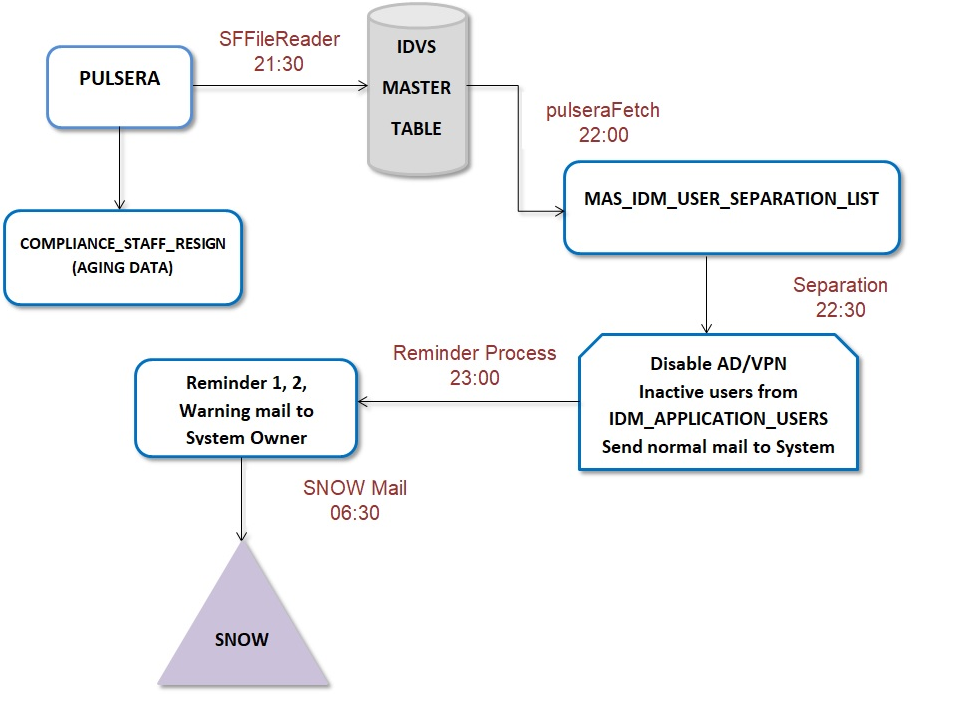 SFFileReader
21:30
PULSERA
IDVS
MASTER
TABLE
pulseraFetch
22:00
MAS_IDM_USER_SEPARATION_LIST
COMPLIANCE_STAFF_RESIGN
(AGING DATA)
Separation
22:30
Disable AD/VPN
Inactive users from
IDM_APPLICATION_USERS
Send normal mail to System
Reminder Process
23:00
Reminder 1, 2,
Warning mail to
System Owner
SNOW Mail
06:30
SNOW